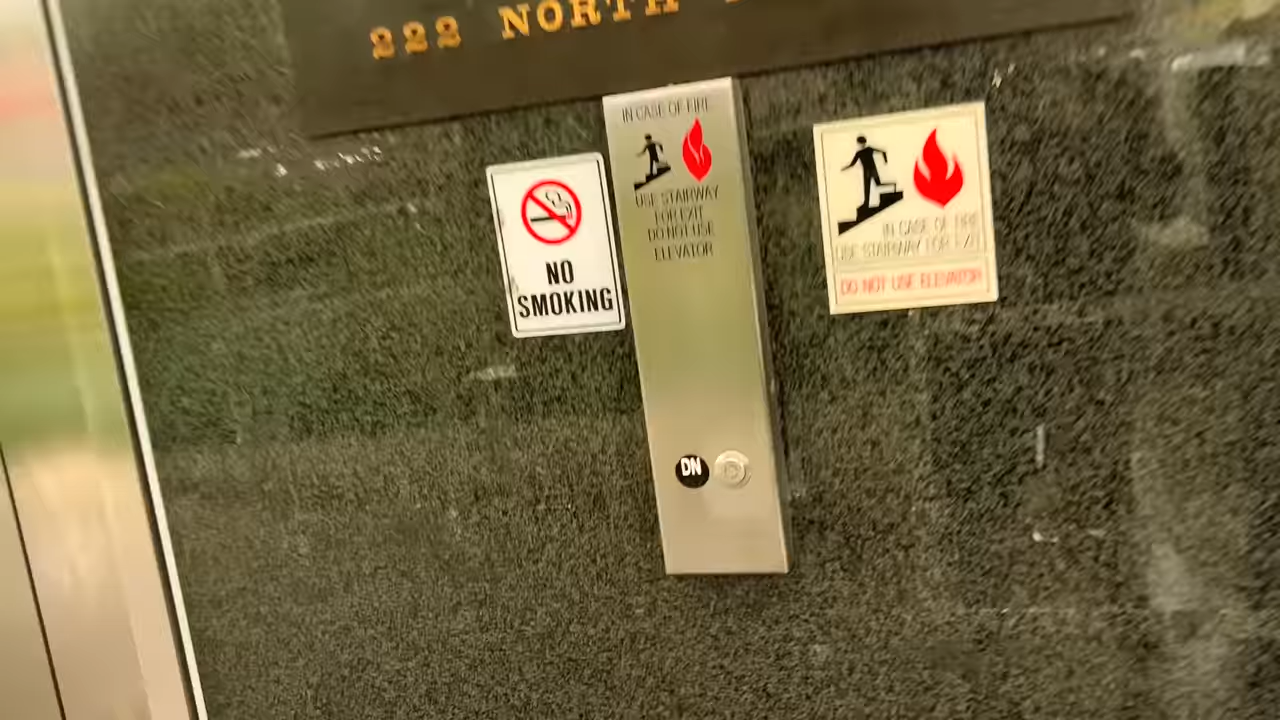 222 NORTH
NO
SMOKING
IN CASE OF FIRE
USE STAIRWAY
FOR EXIT
DO NOT USE
ELEVATOR
DN
IN CASE OF FIRE
USE STAIRWAY FOR EXIT
DO NOT USE ELEVATOR